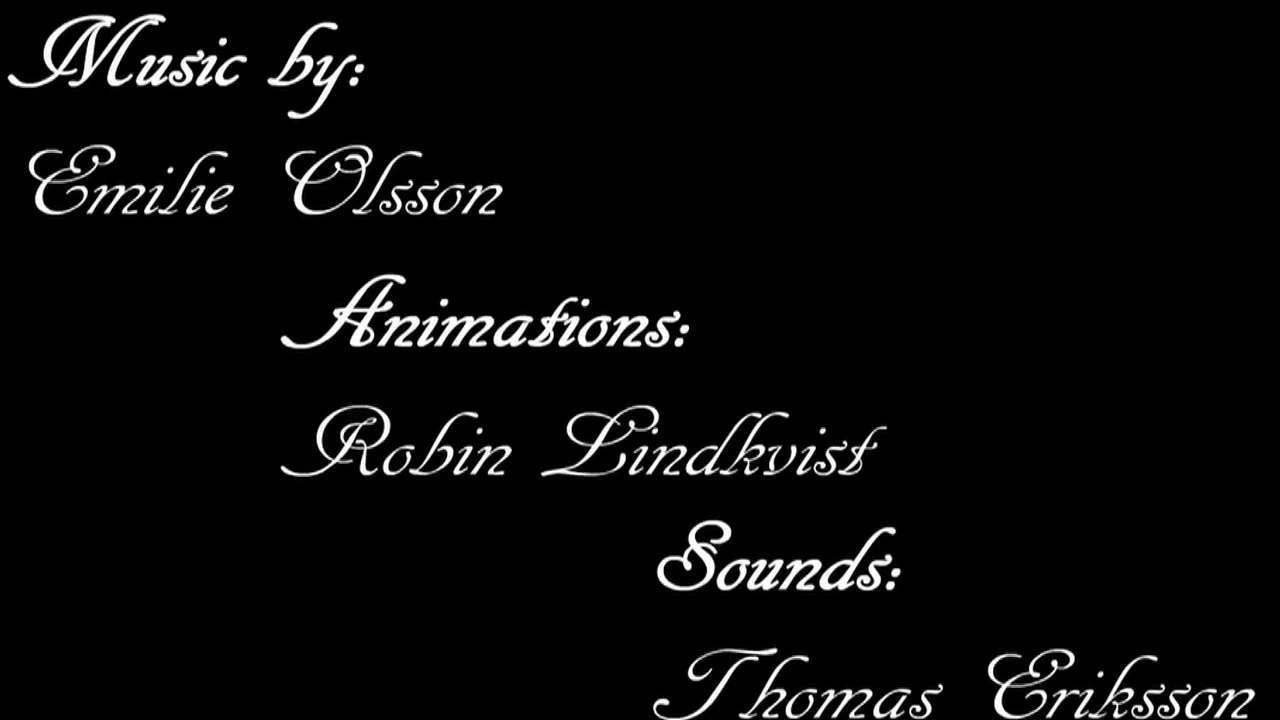 Music by:
Emilie Olsson
Animations:
Robin Lindkvist
Sounds:
Thomas Eriksson